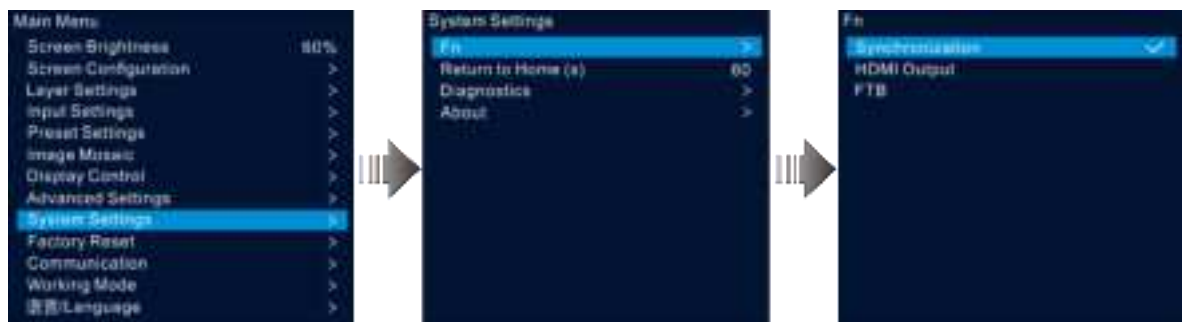 Main Menu
Screen Brightness 80%
Screen Configuration >
Layer Settings >
Input Settings >
Preset Settings >
Image Mosaic >
Display Control >
Advanced Settings >
System Settings >
Factory Reset >
Communication >
Working Mode >
语言/Language >
System Settings
Fn >
Return to Home (s) 60
Diagnostics >
About >
Fn
Synchronization ✓
HDMI Output
FTB